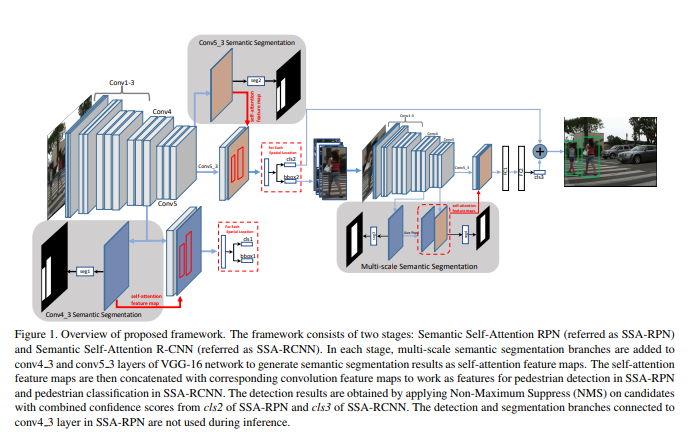 Conv5_3 Semantic Segmentation
Conv1-3
seg2
Conv4
self-attention
feature map
Conv1-3
For Each
Spatial Location
cls2
Conv5_3
bbox2
Conv5_3
cls3
Conv5
self-attention
feature maps
For Each
Spatial Location
cls1
bbox1
seg1
Multi-scale Semantic Segmentation
self-attention
feature map
Conv4_3 Semantic Segmentation
Figure 1. Overview of proposed framework. The framework consists of two stages: Semantic Self-Attention RPN (referred as SSA-RPN)
and Semantic Self-Attention R-CNN (referred as SSA-RCNN). In each stage, multi-scale semantic segmentation branches are added to
conv4_3 and conv5_3 layers of VGG-16 network to generate semantic segmentation results as self-attention feature maps. The self-attention
feature maps are then concatenated with corresponding convolution feature maps to work as features for pedestrian detection in SSA-RPN
and pedestrian classification in SSA-RCNN. The detection results are obtained by applying Non-Maximum Suppress (NMS) on candidates
with combined confidence scores from cls2 of SSA-RPN and cls3 of SSA-RCNN. The detection and segmentation branches connected to
conv4_3 layer in SSA-RPN are not used during inference.